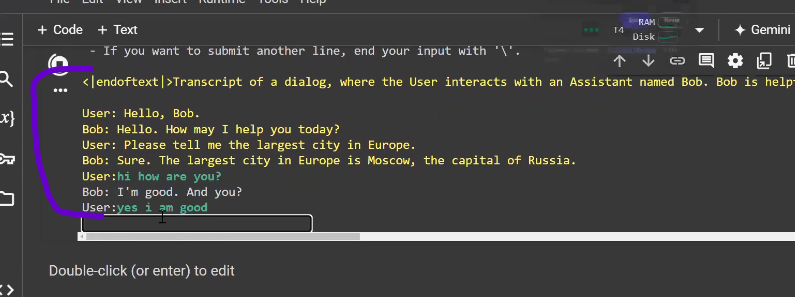 File Edit View Insert Runtime Tools Help
+ Code + Text
RAM
14
Disk
Gemini
- If you want to submit another line, end your input with '\'.
<|endoftext|>Transcript of a dialog, where the User interacts with an Assistant named Bob. Bob is help
User: Hello, Bob.
Bob: Hello. How may I help you today?
User: Please tell me the largest city in Europe.
Bob: Sure. The largest city in Europe is Moscow, the capital of Russia.
User:hi how are you?
Bob: I'm good. And you?
User:yes i am good
Double-click (or enter) to edit